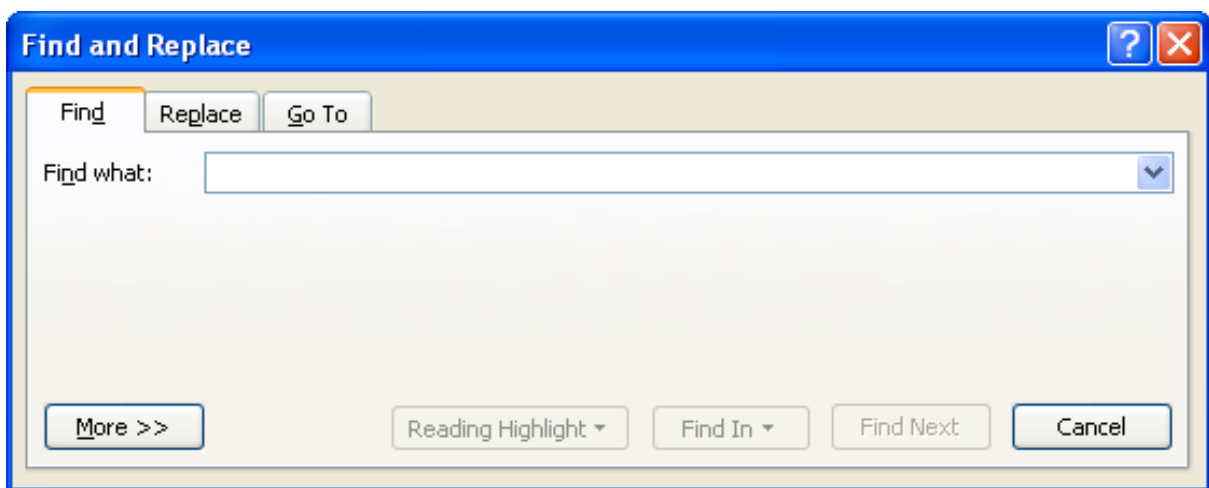 Find and Replace
Find Replace Go To
Find what:
More >> Reading Highlight Find In Find Next Cancel